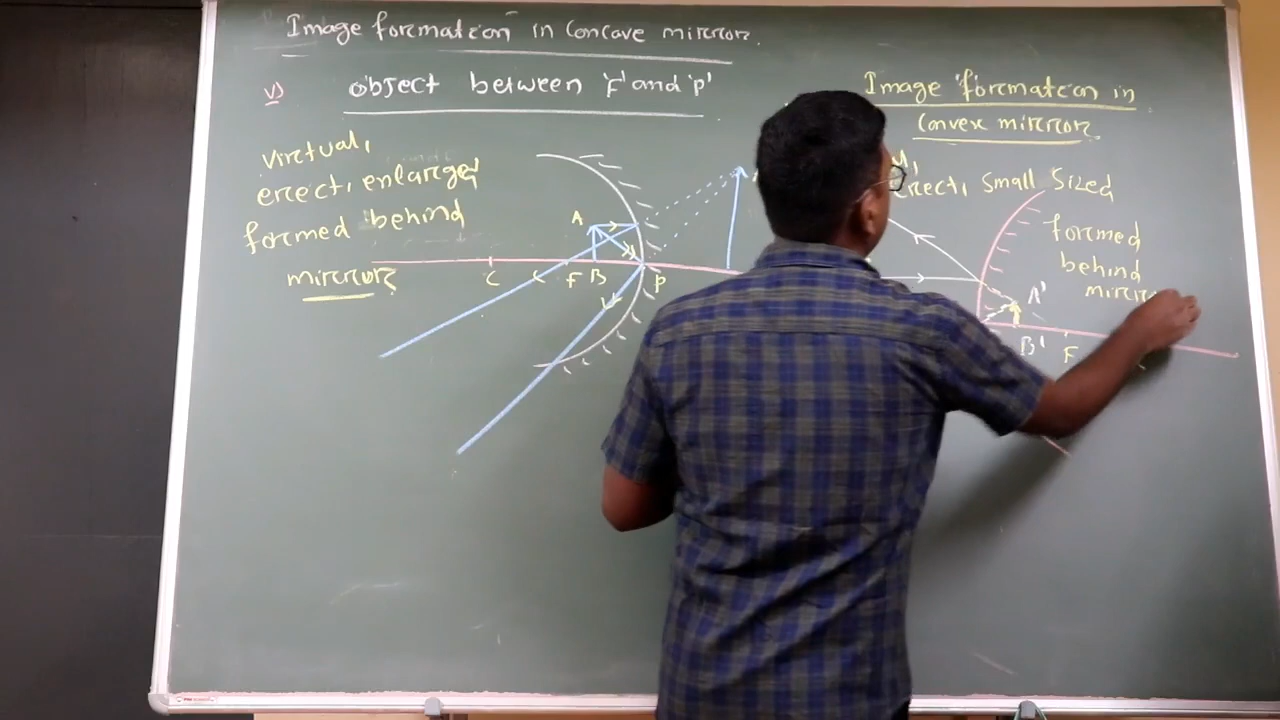 Image formation in Concave mirror.
v) object between 'F' and 'P'
Virtual,
erect, enlarged
formed behind
mirror
A
C F B P
Image formation in
Convex mirror
erect, Small Sized
formed
behind
A'
B' F